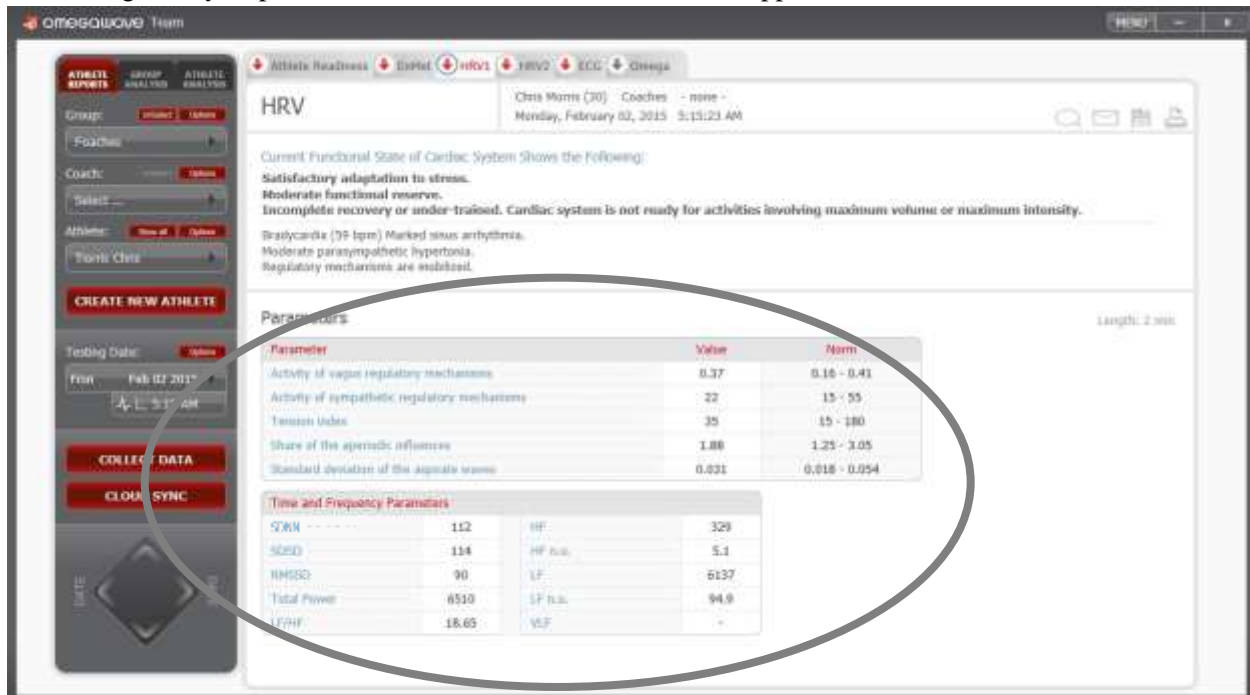 omegawave Team
MENU
ATHLETE REPORTS
GROUP ANALYSIS
ATHLETE ANALYSIS
Athlete Readiness
HRV1
HRV2
ECG
Omega
Group:
Options
Coach:
Options
Select ...
Athlete:
Show all
Options
CREATE NEW ATHLETE
Testing Date:
Options
Feb 02 2015
COLLECT DATA
CLOUD SYNC
DATE
HRV
Chris Morris (30) Coaches - none -
Monday, February 02, 2015 5:15:23 AM
Current Functional State of Cardiac System Shows the Following:
Satisfactory adaptation to stress.
Moderate functional reserve.
Incomplete recovery or under-trained. Cardiac system is not ready for activities involving maximum volume or maximum intensity.
Bradycardia (59 bpm) Marked sinus arrhythmia.
Moderate parasympathetic hypertonia.
Regulatory mechanisms are mobilized.
Parameters
Length: 2 min
Parameter Value Norm
Activity of vagus regulatory mechanisms 0.37 0.16 - 0.41
Activity of sympathetic regulatory mechanisms 22 15 - 55
Tension index 35 15 - 180
Share of the aperiodic influences 1.88 1.25 - 3.05
Standard deviation of the aspirate waves 0.031 0.018 - 0.054
Time and Frequency Parameters
SDNN 112 HF 329
SDSD 114 HF n.u. 5.1
RMSSD 90 LF 6137
Total Power 6510 LF n.u. 94.9
LF/HF 18.65 VLF -